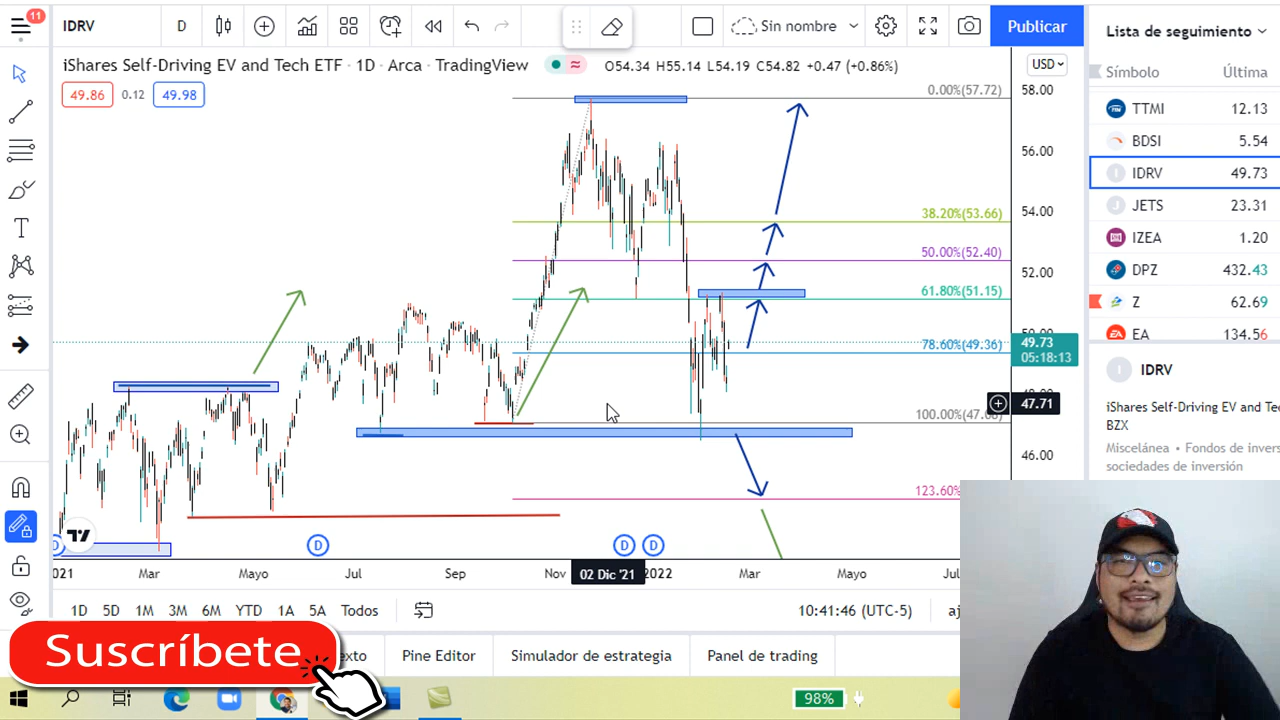 11
IDRV
D
Sin nombre
Publicar
Lista de seguimiento
iShares Self-Driving EV and Tech ETF · 1D · Arca · TradingView
O54.34 H55.14 L54.19 C54.82 +0.47 (+0.86%)
USD
49.86
0.12
49.98
Símbolo
Última
TTMI 12.13
BDSI 5.54
IDRV 49.73
JETS 23.31
IZEA 1.20
DPZ 432.43
Z 62.69
EA 134.56
58.00
56.00
54.00
52.00
49.73
05:18:13
47.71
46.00
0.00%(57.72)
38.20%(53.66)
50.00%(52.40)
61.80%(51.15)
78.60%(49.36)
123.60%
T
IDRV
iShares Self-Driving EV and Te
BZX
Miscelánea • Fondos de invers
sociedades de inversión
D
D
D
D
Mar
Mayo
Jul
Sep
Nov
02 Dic '21
2022
Mar
Mayo
1D 5D 1M 3M 6M YTD 1A 5A Todos
10:41:46 (UTC-5)
Suscríbete
Pine Editor
Simulador de estrategia
Panel de trading
98%